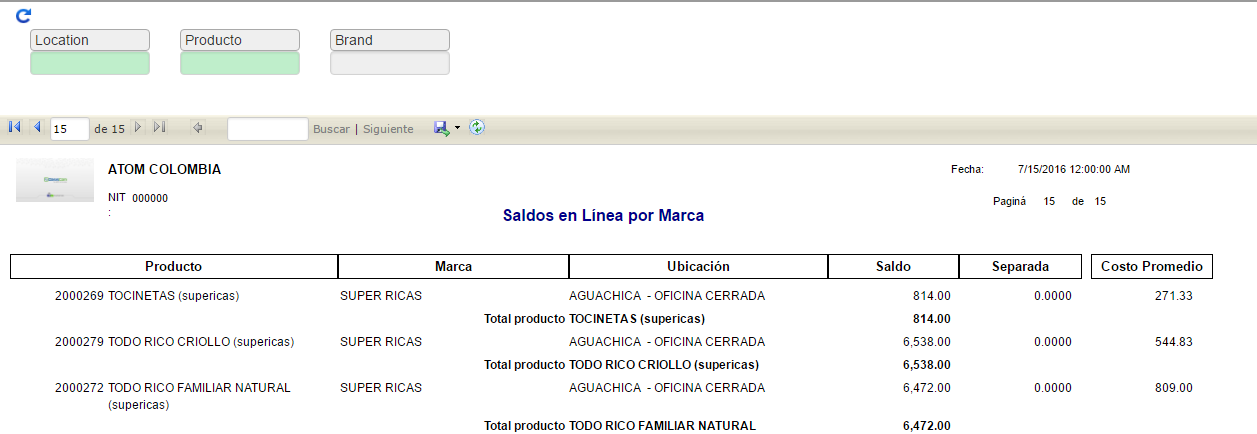 Location Producto Brand
15 de 15 Buscar | Siguiente
ATOM COLOMBIA Fecha: 7/15/2016 12:00:00 AM
NIT 000000
:
Paginá 15 de 15
Saldos en Línea por Marca
Producto Marca Ubicación Saldo Separada Costo Promedio
2000269 TOCINETAS (supericas) SUPER RICAS AGUACHICA - OFICINA CERRADA 814.00 0.0000 271.33
Total producto TOCINETAS (supericas) 814.00
2000279 TODO RICO CRIOLLO (supericas) SUPER RICAS AGUACHICA - OFICINA CERRADA 6,538.00 0.0000 544.83
Total producto TODO RICO CRIOLLO (supericas) 6,538.00
2000272 TODO RICO FAMILIAR NATURAL SUPER RICAS AGUACHICA - OFICINA CERRADA 6,472.00 0.0000 809.00
(supericas)
Total producto TODO RICO FAMILIAR NATURAL 6,472.00